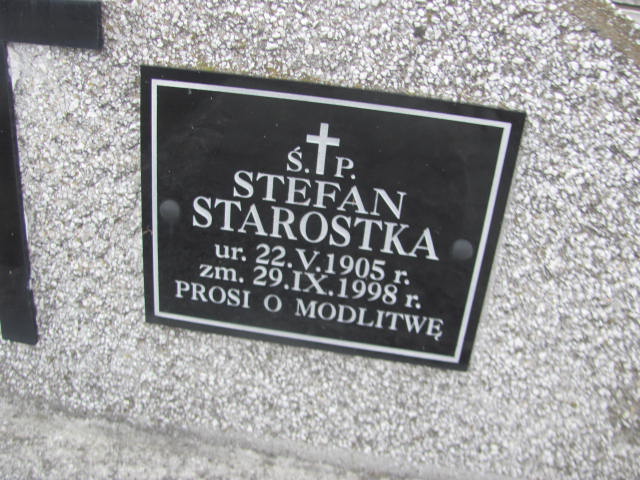 Ś. P.
STEFAN
STAROSTKA
ur. 22.V.1905 r.
zm. 29.IX.1998 r.
PROSI O MODLITWĘ